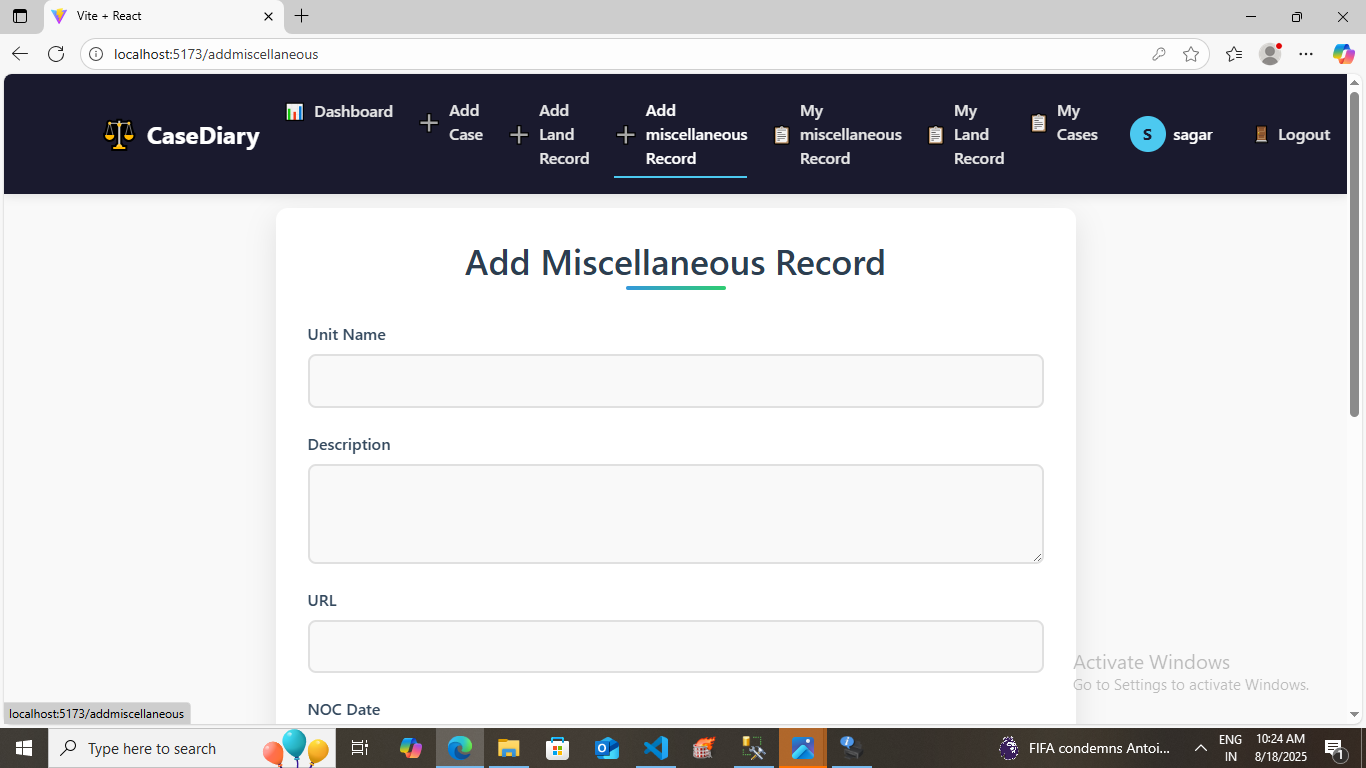 Vite + React
localhost:5173/addmiscellaneous
CaseDiary
Dashboard
Add
Case
Add
Land
Record
Add
miscellaneous
Record
My
miscellaneous
Record
My
Land
Record
My
Cases
S
sagar
Logout
Add Miscellaneous Record
Unit Name
Description
URL
NOC Date
Activate Windows
Go to Settings to activate Windows.
localhost:5173/addmiscellaneous
Type here to search
FIFA condemns Antoi...
ENG
IN
10:24 AM
8/18/2025
1